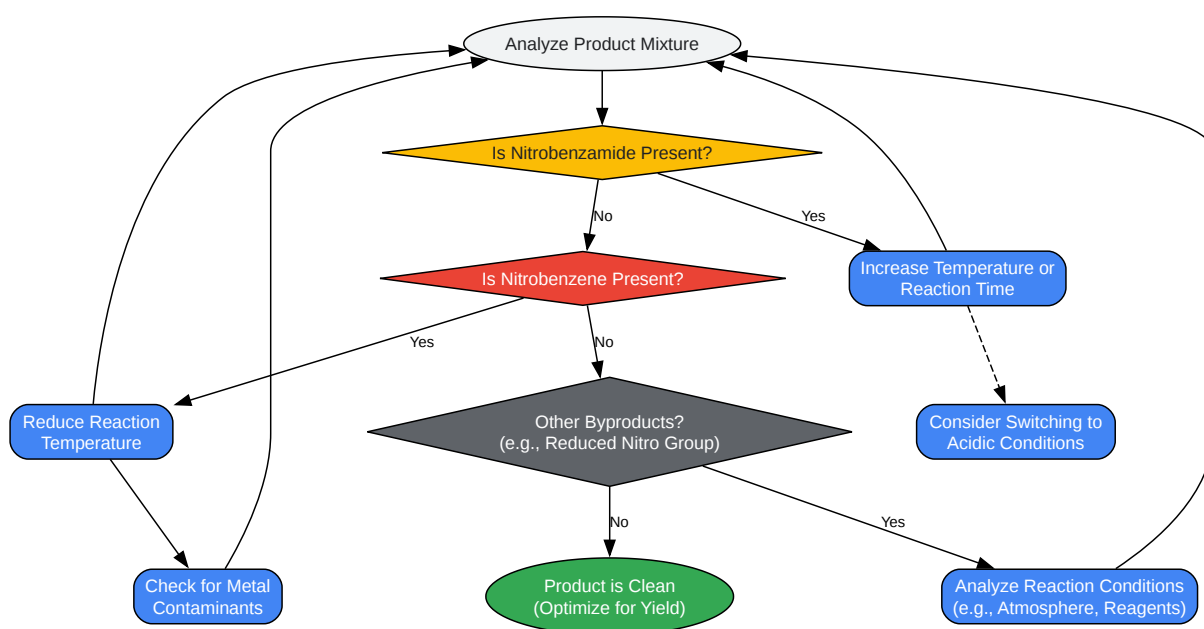 Analyze Product Mixture
Is Nitrobenzamide Present?
No
Yes
Is Nitrobenzene Present?
Increase Temperature or
Reaction Time
Yes
No
Reduce Reaction
Temperature
Other Byproducts?
(e.g., Reduced Nitro Group)
Consider Switching to
Acidic Conditions
No
Yes
Check for Metal
Contaminants
Product is Clean
(Optimize for Yield)
Analyze Reaction Conditions
(e.g., Atmosphere, Reagents)